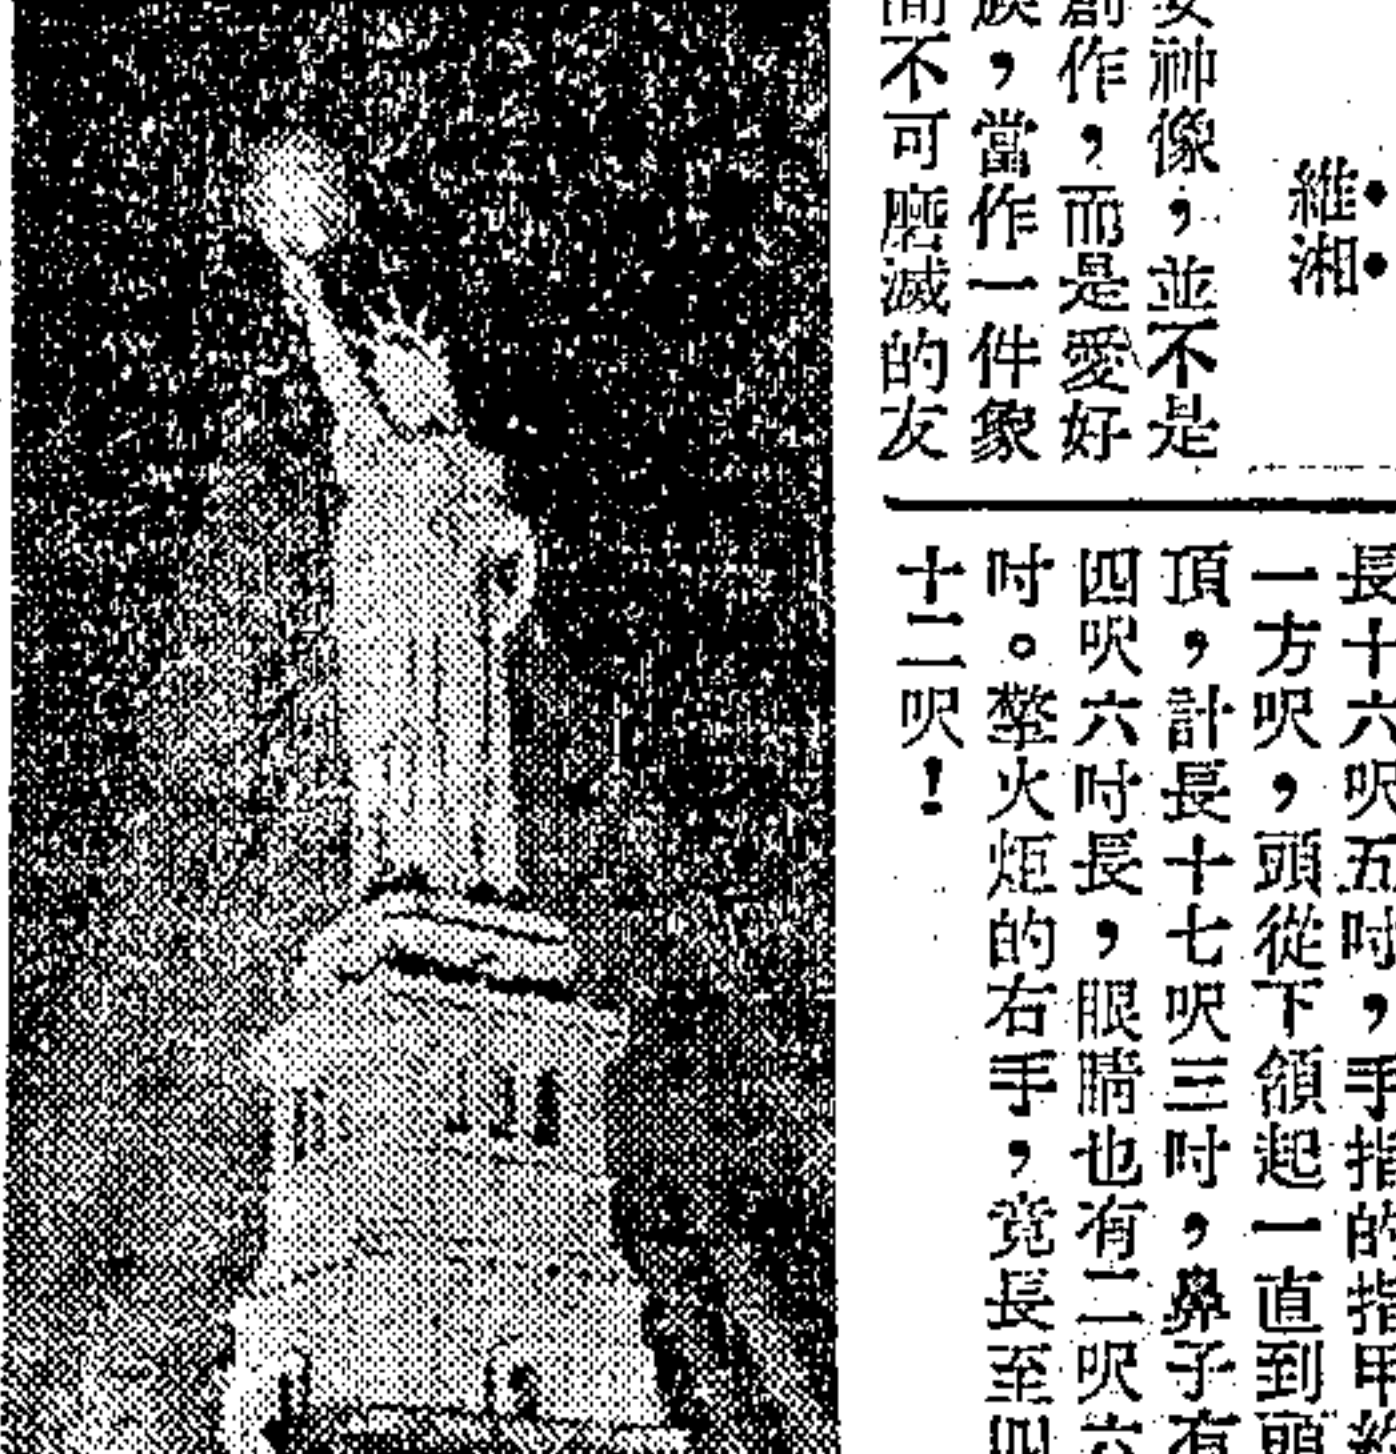 維湘
女神像，並不是
創作，而是愛好
族，當作一件象
間不可磨滅的友
長十六呎五吋，手指的指甲約
一方呎，頭從下頷起一直到頭
頂，計長十七呎三吋，鼻子有
四呎六吋長，眼睛也有二呎六
吋。擎火炬的右手，竟長至四
十二呎！